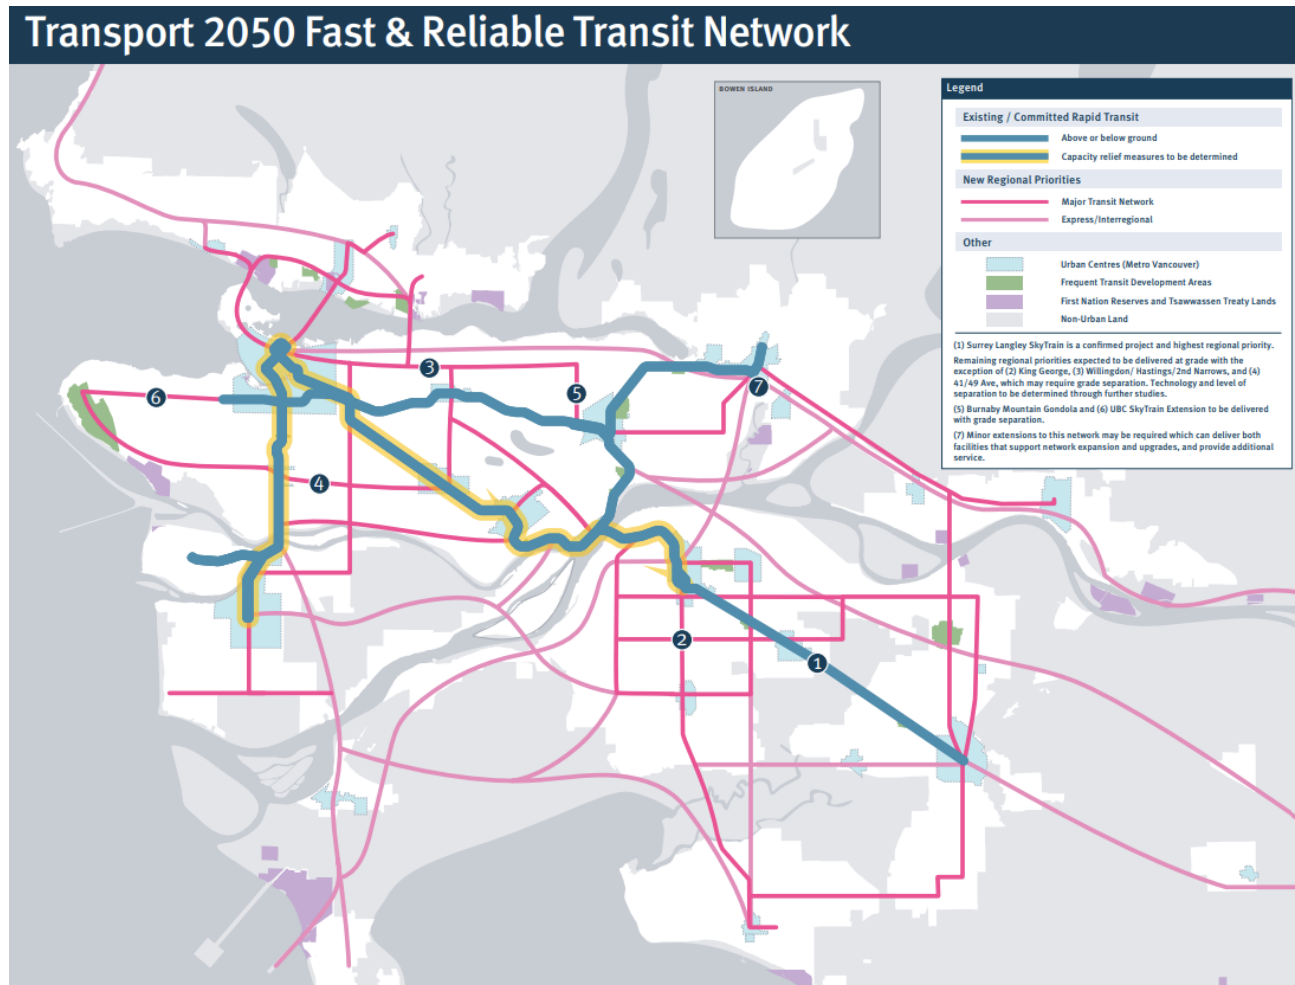 Transport 2050 Fast & Reliable Transit Network
BOWEN ISLAND
Legend
Existing / Committed Rapid Transit
Above or below ground
Capacity relief measures to be determined
New Regional Priorities
Major Transit Network
Express/Interregional
Other
Urban Centres (Metro Vancouver)
Frequent Transit Development Areas
First Nation Reserves and Tsawwassen Treaty Lands
Non-Urban Land
(1) Surrey Langley SkyTrain is a confirmed project and highest regional priority.
Remaining regional priorities expected to be delivered at grade with the
exception of (2) King George, (3) Willingdon/ Hastings/2nd Narrows, and (4)
41/49 Ave, which may require grade separation. Technology and level of
separation to be determined through further studies.
(5) Burnaby Mountain Gondola and (6) UBC SkyTrain Extension to be delivered
with grade separation.
(7) Minor extensions to this network may be required which can deliver both
facilities that support network expansion and upgrades, and provide additional
service.
3
7
5
6
4
2
1